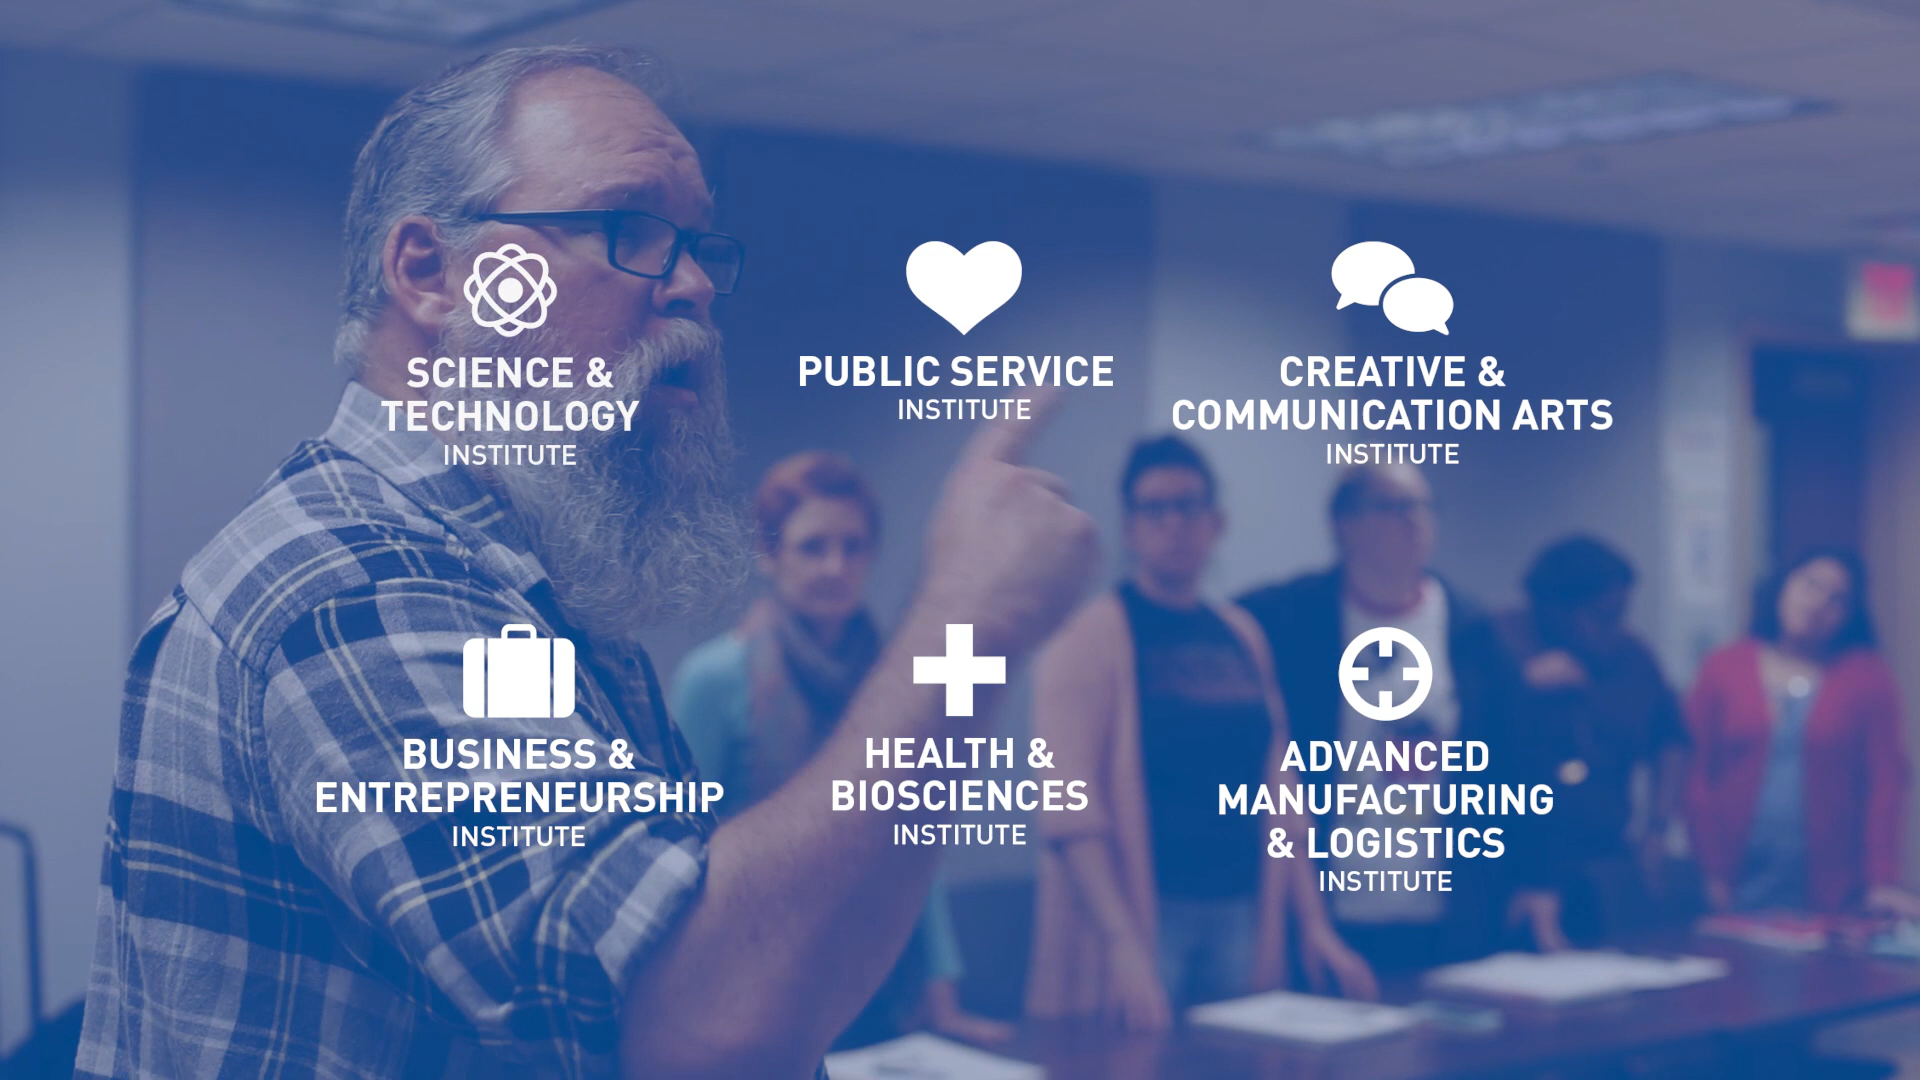 SCIENCE &
TECHNOLOGY
INSTITUTE
PUBLIC SERVICE
INSTITUTE
CREATIVE &
COMMUNICATION ARTS
INSTITUTE
BUSINESS &
ENTREPRENEURSHIP
INSTITUTE
HEALTH &
BIOSCIENCES
INSTITUTE
ADVANCED
MANUFACTURING
& LOGISTICS
INSTITUTE